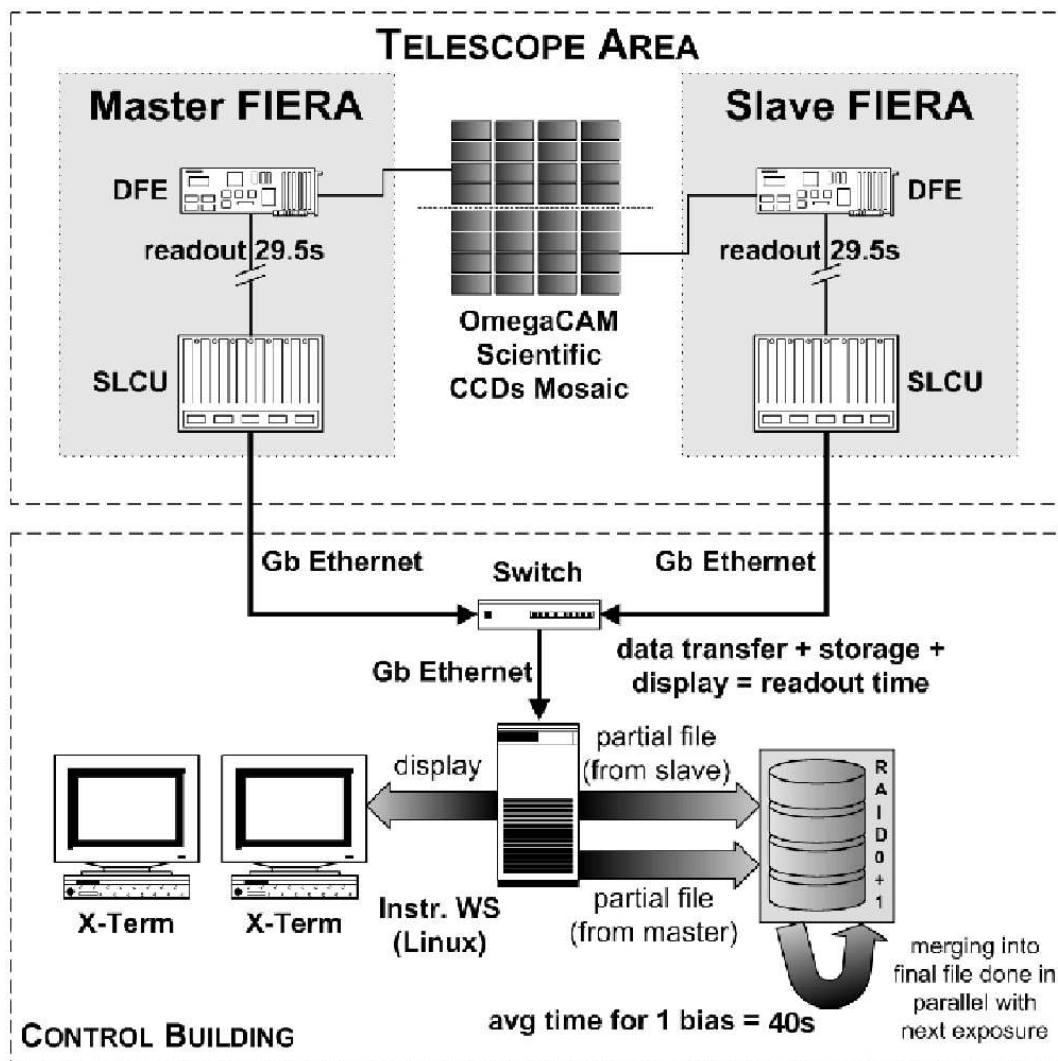 TELESCOPE AREA
Master FIERA
Slave FIERA
DFE
DFE
readout 29.5s
readout 29.5s
SLCU
SLCU
OmegaCAM
Scientific
CCDs Mosaic
Gb Ethernet
Switch
Gb Ethernet
Gb Ethernet
data transfer + storage +
display = readout time
display
partial file
(from slave)
RAID0+1
X-Term
X-Term
Instr. WS
(Linux)
partial file
(from master)
merging into
final file done in
parallel with
next exposure
avg time for 1 bias = 40s
CONTROL BUILDING